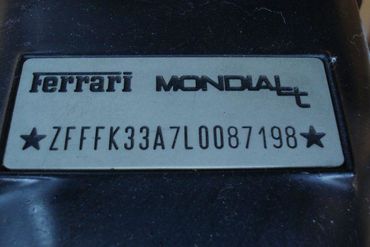 Ferrari MONDIAL t
★ZFFFK33A7L0087198★